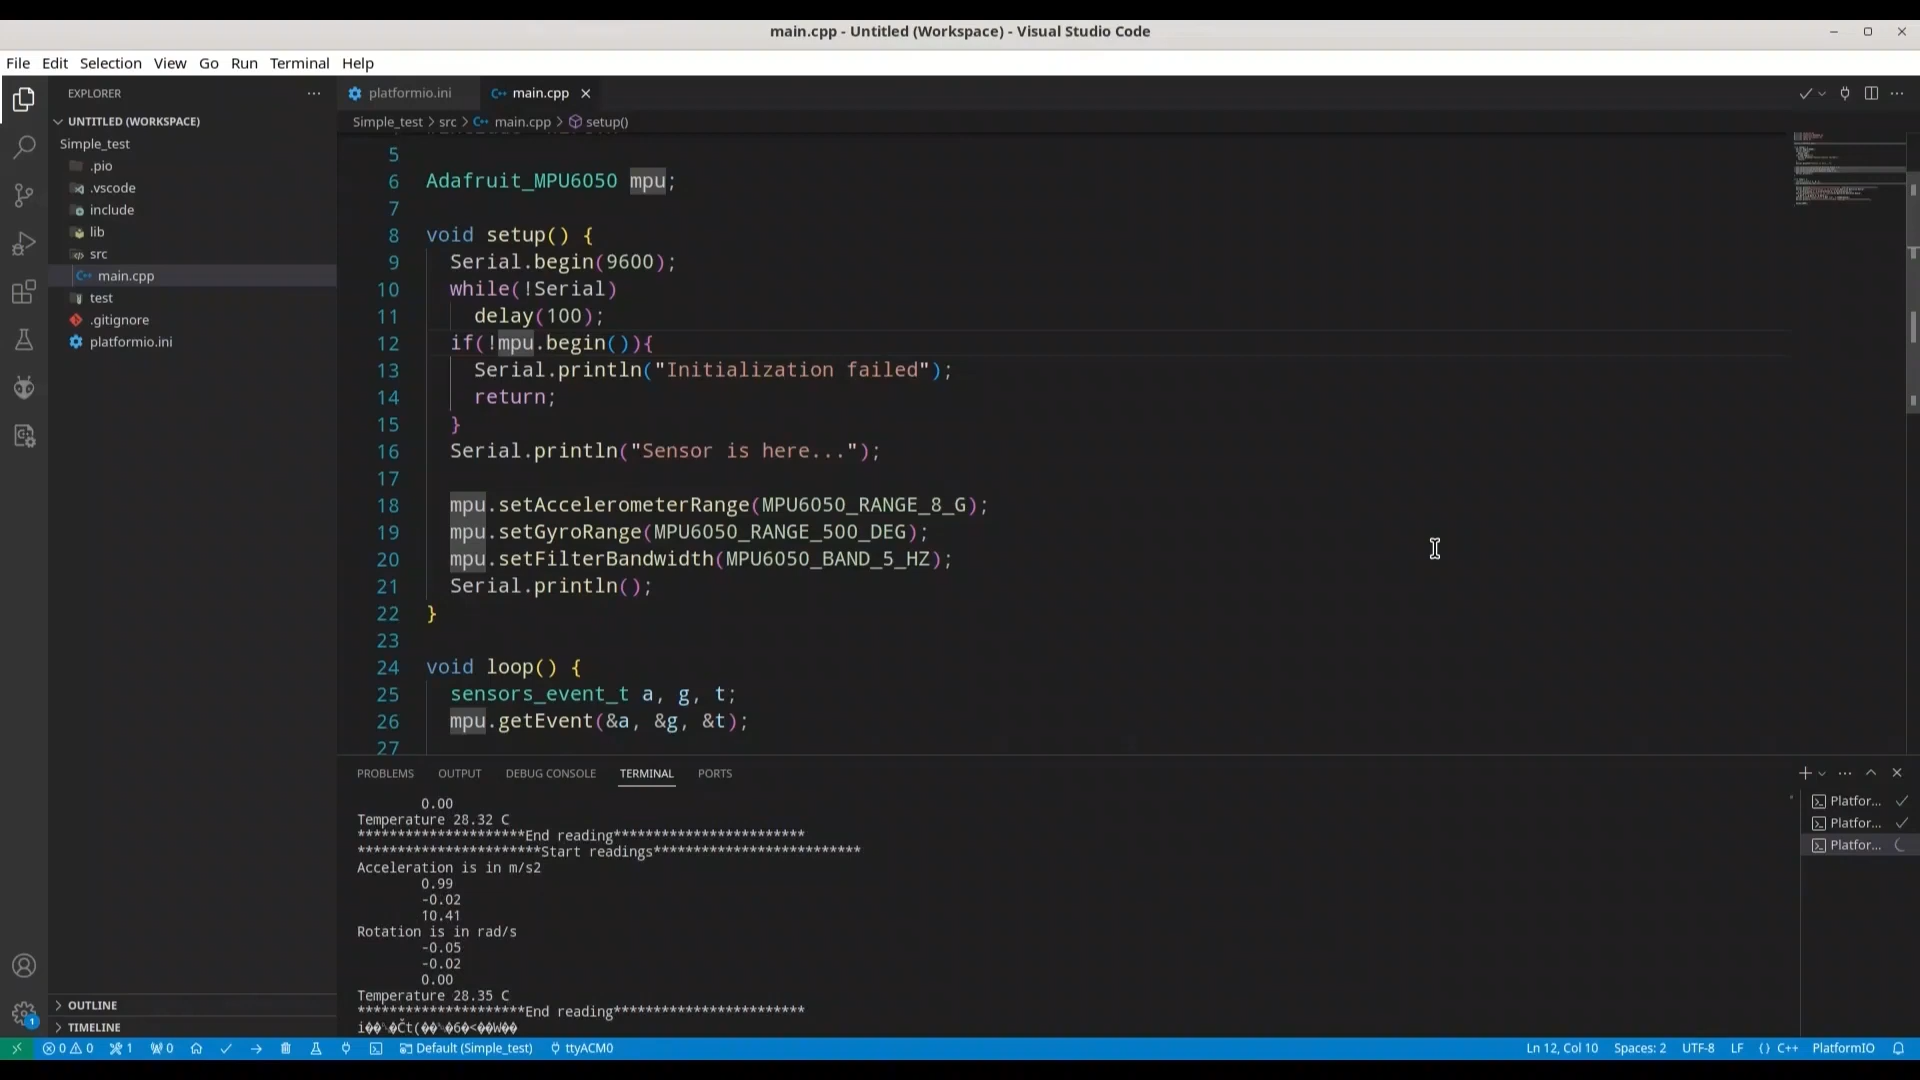 main.cpp - Untitled (Workspace) - Visual Studio Code
File Edit Selection View Go Run Terminal Help
EXPLORER
UNTITLED (WORKSPACE)
Simple_test
.pio
.vscode
include
lib
src
main.cpp
test
.gitignore
platformio.ini
OUTLINE
TIMELINE
platformio.ini main.cpp
Simple_test > src > main.cpp > setup()
5
6 Adafruit_MPU6050 mpu;
7
8 void setup() {
9 Serial.begin(9600);
10 while(!Serial)
11 delay(100);
12 if(!mpu.begin()){
13 Serial.println("Initialization failed");
14 return;
15 }
16 Serial.println("Sensor is here...");
17
18 mpu.setAccelerometerRange(MPU6050_RANGE_8_G);
19 mpu.setGyroRange(MPU6050_RANGE_500_DEG);
20 mpu.setFilterBandwidth(MPU6050_BAND_5_HZ);
21 Serial.println();
22 }
23
24 void loop() {
25 sensors_event_t a, g, t;
26 mpu.getEvent(&a, &g, &t);
27
PROBLEMS OUTPUT DEBUG CONSOLE TERMINAL PORTS
0.00
Temperature 28.32 C
*********************End reading************************
***********************Start readings**************************
Acceleration is in m/s2
0.99
-0.02
10.41
Rotation is in rad/s
-0.05
-0.02
0.00
Temperature 28.35 C
*********************End reading************************
Platfor...
Platfor...
Platfor...
1
0 0 1 0 Default (Simple_test) ttyACM0 Ln 12, Col 10 Spaces: 2 UTF-8 LF {} C++ PlatformIO